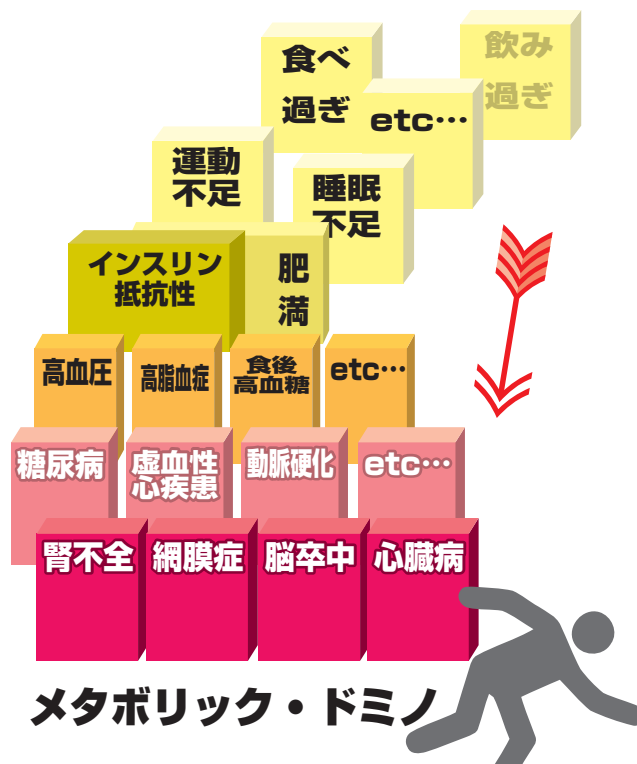 食べ
過ぎ
飲み
過ぎ
etc…
運動
不足
睡眠
不足
インスリン
抵抗性
肥
満
高血圧
高脂血症
食後
高血糖
etc…
糖尿病
虚血性
心疾患
動脈硬化
etc…
腎不全
網膜症
脳卒中
心臓病
メタボリック・ドミノ